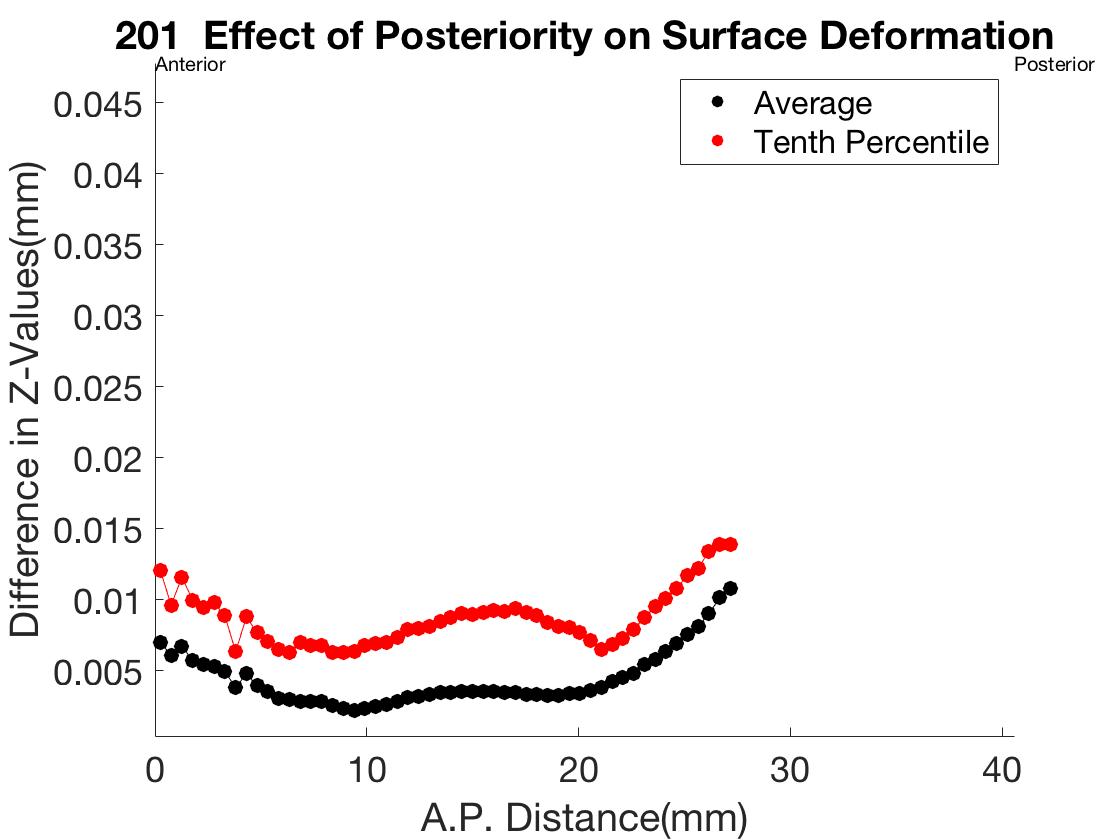 201  Effect of Posteriority on Surface Deformation
Anterior
Posterior
Average
Tenth Percentile
Difference in Z-Values(mm)
0.045
0.04
0.035
0.03
0.025
0.02
0.015
0.01
0.005
0
10
20
30
40
A.P. Distance(mm)